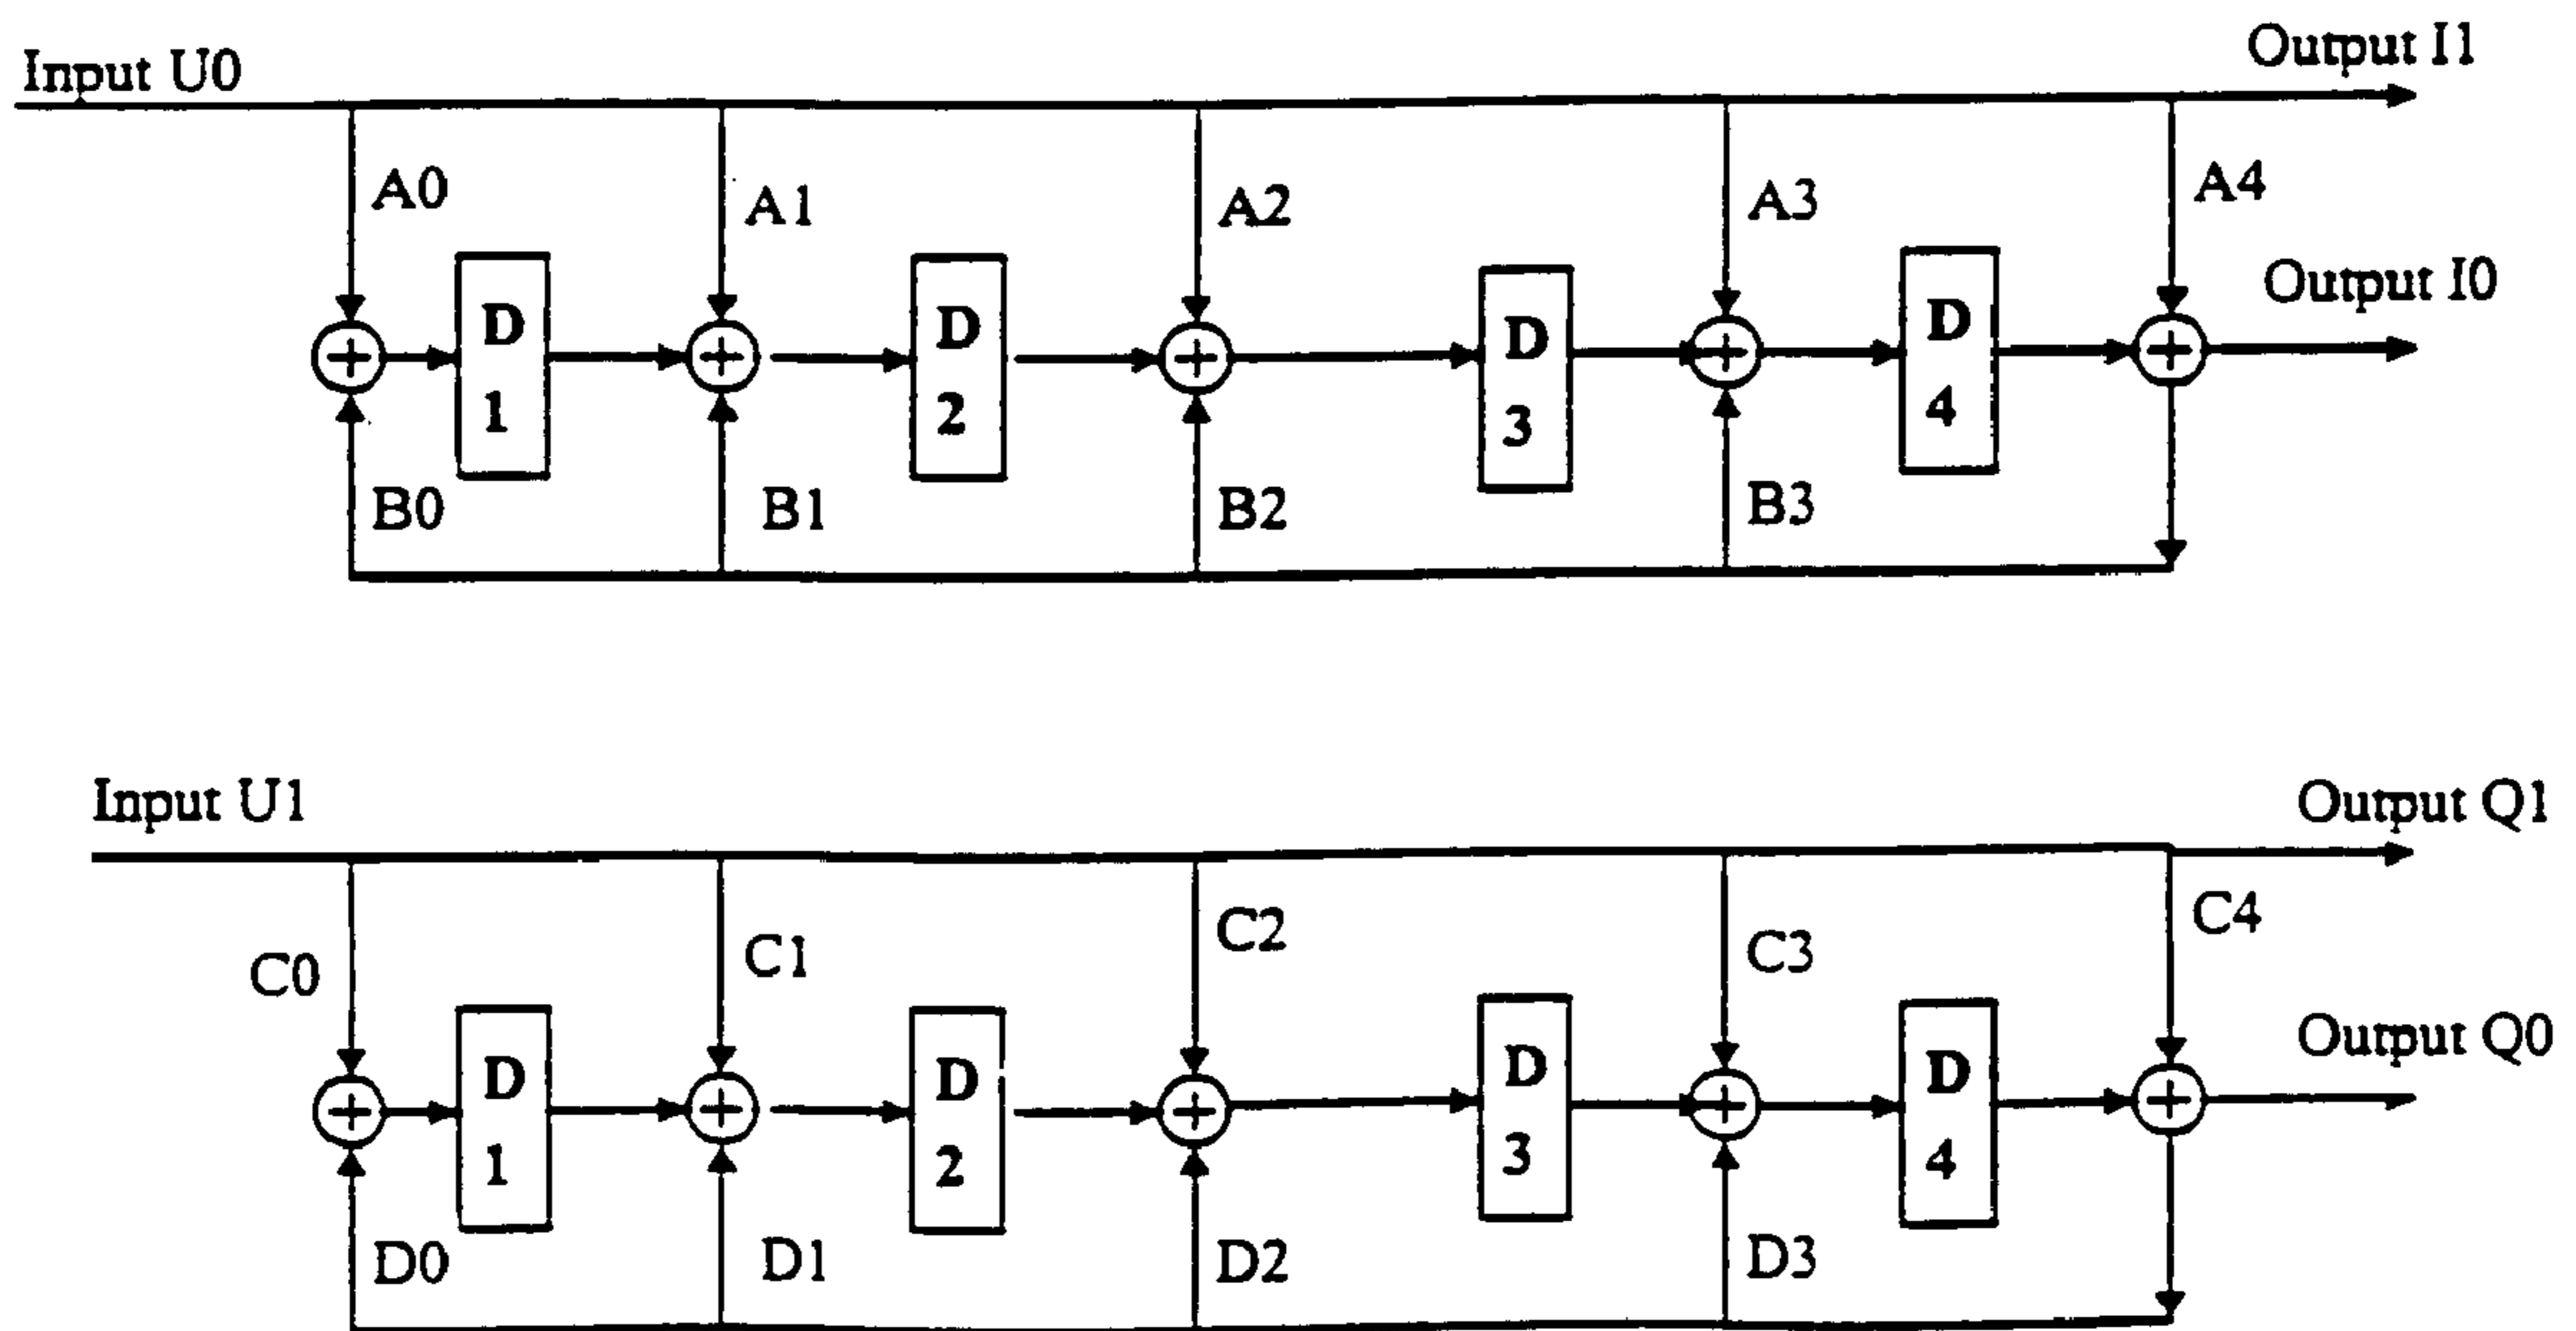 Input U0
Output I1
A0
A1
A2
A3
A4
Output I0
D
1
D
2
D
3
D
4
B0
B1
B2
B3
Input U1
Output Q1
C0
C1
C2
C3
C4
Output Q0
D
1
D
2
D
3
D
4
D0
D1
D2
D3